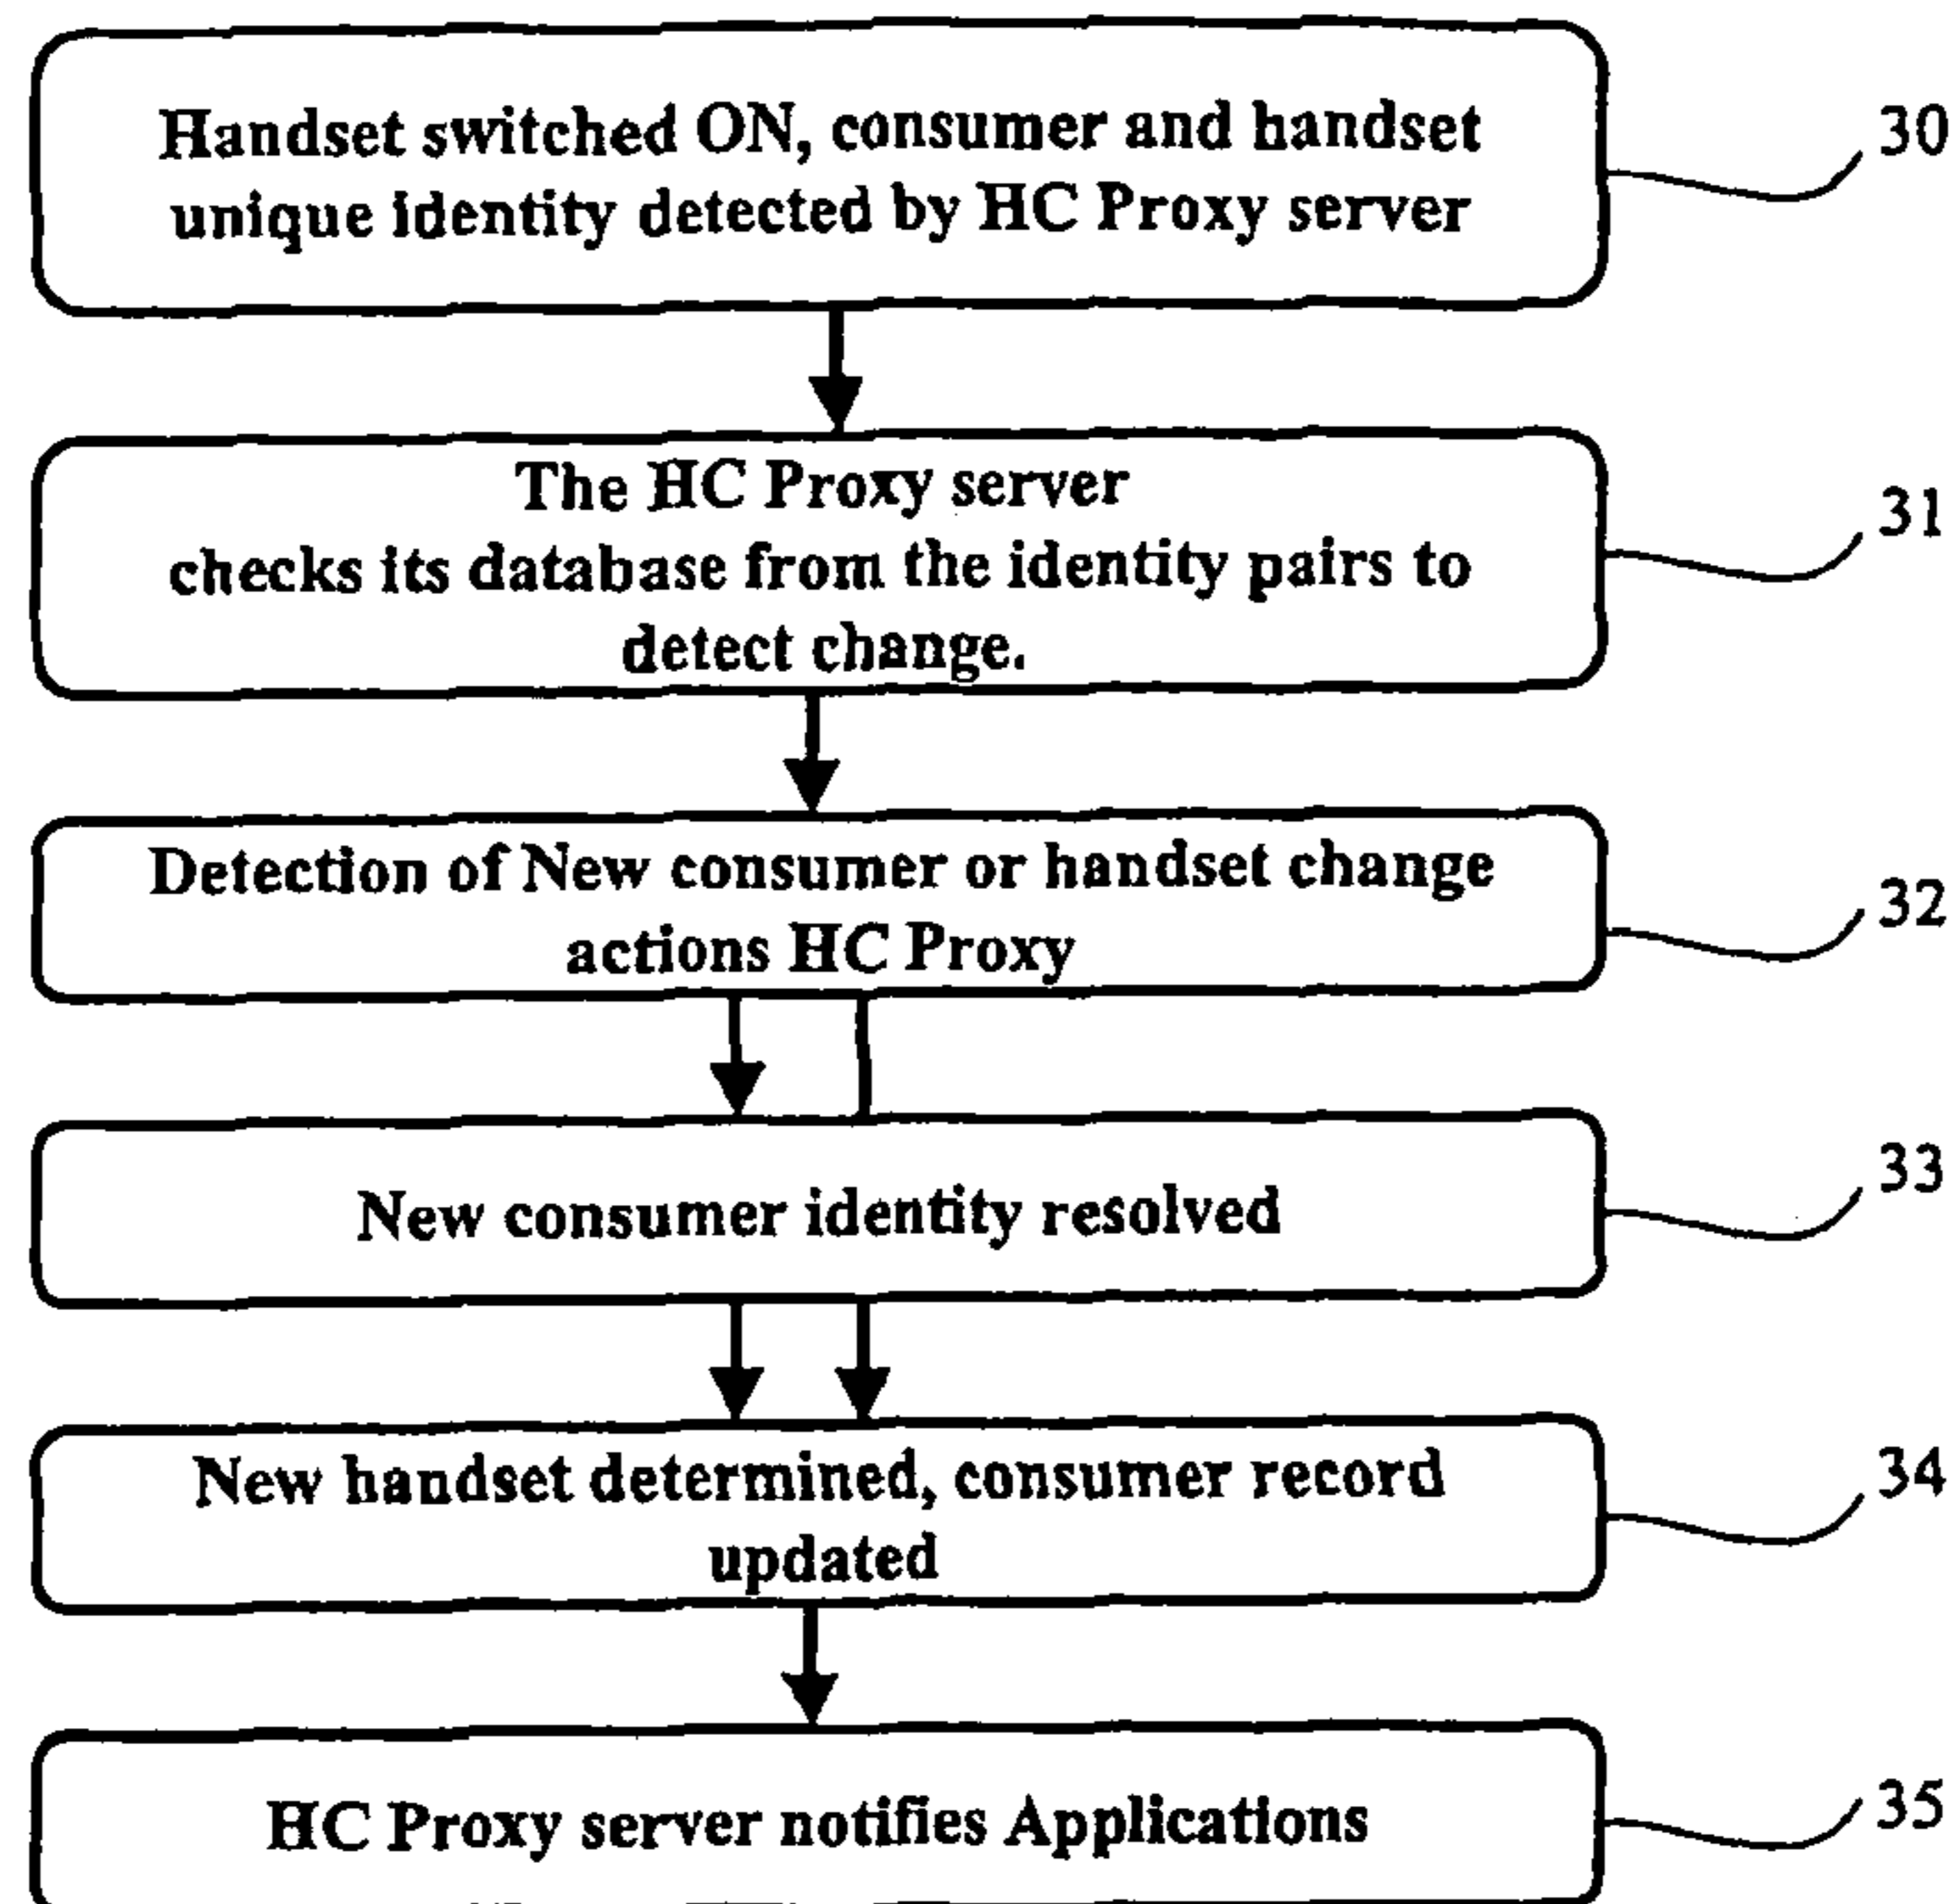 Handset switched ON, consumer and handset
unique identity detected by HC Proxy server
30
The HC Proxy server
checks its database from the identity pairs to
detect change.
31
Detection of New consumer or handset change
actions HC Proxy
32
New consumer identity resolved
33
New handset determined, consumer record
updated
34
HC Proxy server notifies Applications
35